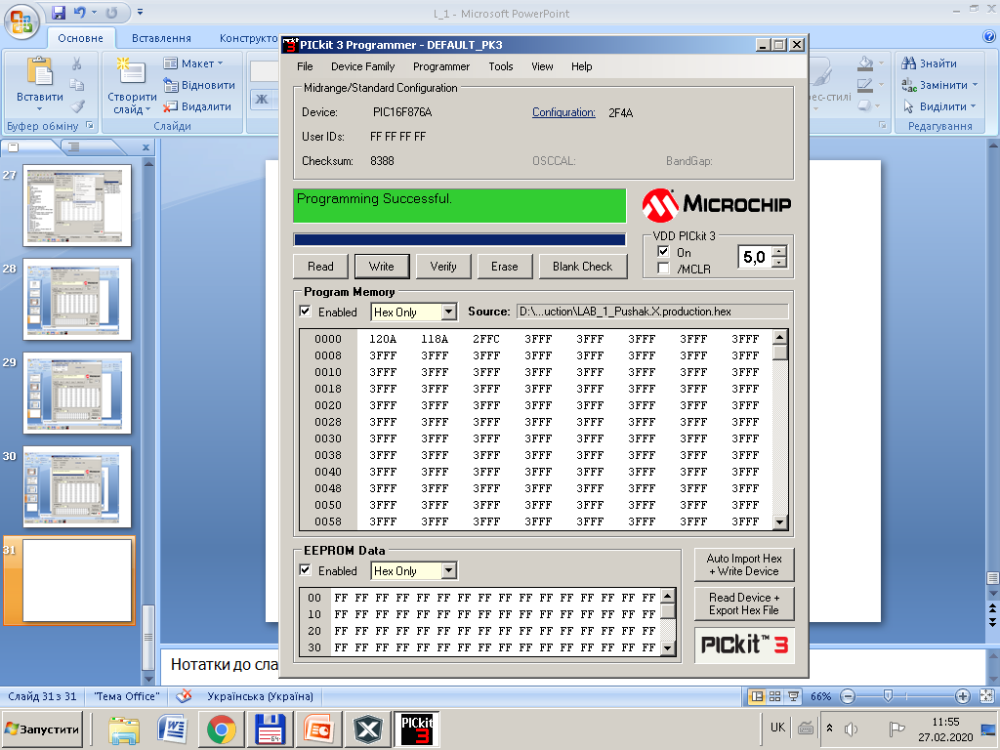 L_1 - Microsoft PowerPoint
Основне
Вставлення
Конструкто
Вставити
Буфер обміну
Створити
слайд
Макет
Відновити
Видалити
Слайди
Ж
рес-стилі
Знайти
Замінити
Виділити
Редагування
27
28
29
30
31
PICkit 3 Programmer - DEFAULT_PK3
File Device Family Programmer Tools View Help
Midrange/Standard Configuration
Device: PIC16F876A Configuration: 2F4A
User IDs: FF FF FF FF
Checksum: 8388 OSCCAL: BandGap:
Programming Successful.
MICROCHIP
VDD PICkit 3
On
/MCLR
5,0
Read Write Verify Erase Blank Check
Program Memory
Enabled Hex Only Source: D:\...uction\LAB_1_Pushak.X.production.hex
0000 120A 118A 2FFC 3FFF 3FFF 3FFF 3FFF 3FFF
0008 3FFF 3FFF 3FFF 3FFF 3FFF 3FFF 3FFF 3FFF
0010 3FFF 3FFF 3FFF 3FFF 3FFF 3FFF 3FFF 3FFF
0018 3FFF 3FFF 3FFF 3FFF 3FFF 3FFF 3FFF 3FFF
0020 3FFF 3FFF 3FFF 3FFF 3FFF 3FFF 3FFF 3FFF
0028 3FFF 3FFF 3FFF 3FFF 3FFF 3FFF 3FFF 3FFF
0030 3FFF 3FFF 3FFF 3FFF 3FFF 3FFF 3FFF 3FFF
0038 3FFF 3FFF 3FFF 3FFF 3FFF 3FFF 3FFF 3FFF
0040 3FFF 3FFF 3FFF 3FFF 3FFF 3FFF 3FFF 3FFF
0048 3FFF 3FFF 3FFF 3FFF 3FFF 3FFF 3FFF 3FFF
0050 3FFF 3FFF 3FFF 3FFF 3FFF 3FFF 3FFF 3FFF
0058 3FFF 3FFF 3FFF 3FFF 3FFF 3FFF 3FFF 3FFF
EEPROM Data
Enabled Hex Only
00 FF FF FF FF FF FF FF FF FF FF FF FF FF FF FF FF
10 FF FF FF FF FF FF FF FF FF FF FF FF FF FF FF FF
20 FF FF FF FF FF FF FF FF FF FF FF FF FF FF FF FF
30 FF FF FF FF FF FF FF FF FF FF FF FF FF FF FF FF
Auto Import Hex
+ Write Device
Read Device +
Export Hex File
PICkit™ 3
Нотатки до сла
Слайд 31 з 31 "Тема Office" Українська (Україна) 66%
Запустити
64
PICkit
3
UK
11:55
27.02.2020